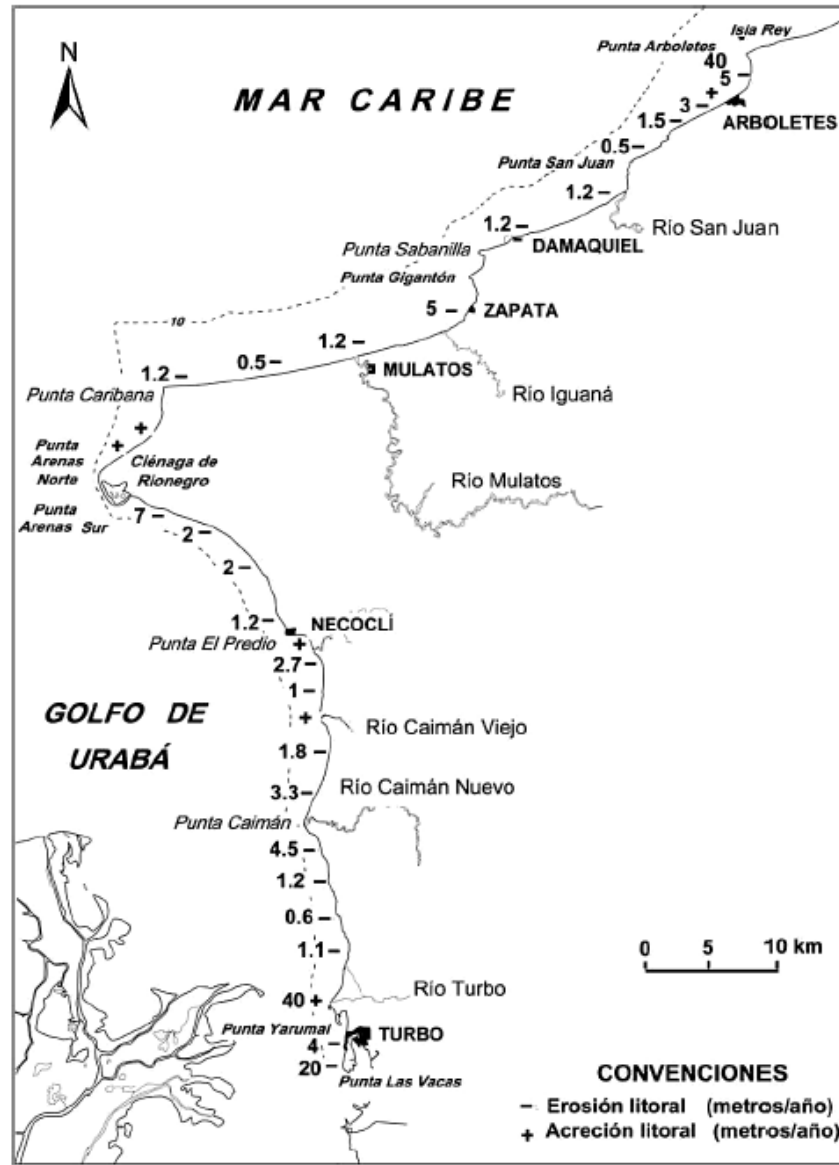 Isla Rey
N
Punta Arboletes
40
5 –
MAR CARIBE
+
3 –
ARBOLETES
1.5 –
0.5 –
Punta San Juan
1.2 –
Río San Juan
1.2 –
DAMAQUIEL
Punta Sabanilla
Punta Gigantón
5 –
ZAPATA
10
1.2 –
0.5 –
MULATOS
1.2 –
Punta Caribana
Río Iguaná
+
+
Punta
Arenas
Norte
Ciénaga de
Rionegro
Río Mulatos
Punta
Arenas Sur
7 –
2 –
2 –
1.2 –
NECOCLÍ
Punta El Predio
+
2.7 –
1 –
GOLFO DE
URABÁ
+
Río Caimán Viejo
1.8 –
3.3 –
Río Caimán Nuevo
Punta Caimán
4.5 –
1.2 –
0.6 –
1.1 –
0 5 10 km
Río Turbo
40 +
Punta Yarumal
TURBO
4 –
20 –
Punta Las Vacas
CONVENCIONES
– Erosión litoral (metros/año)
+ Acreción litoral (metros/año)